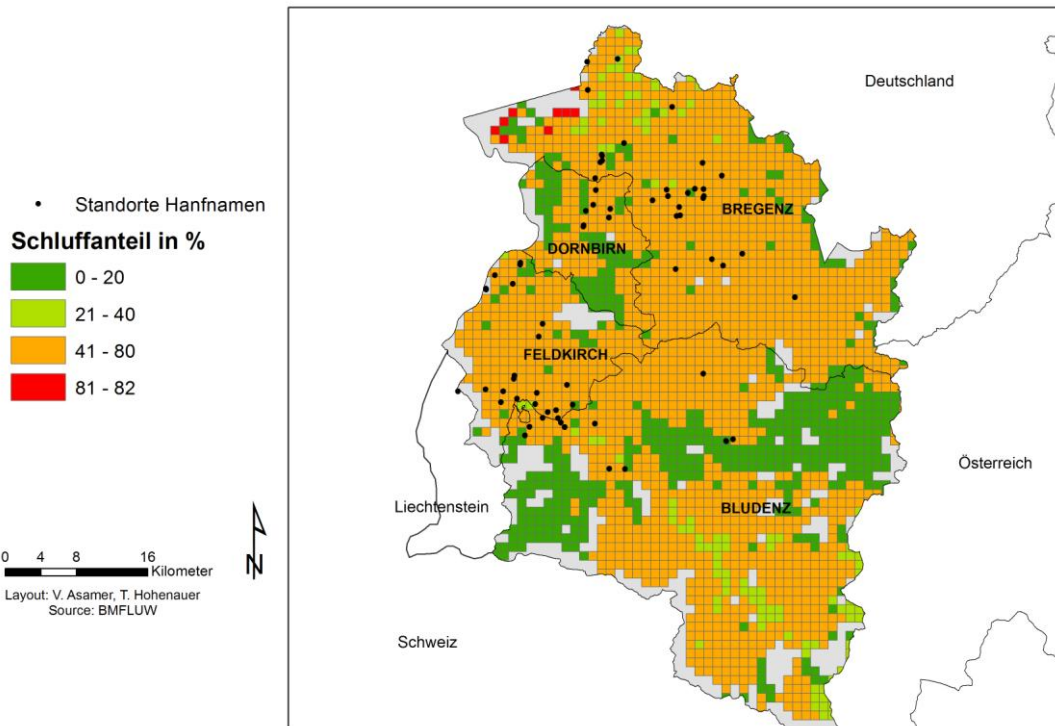 Standorte Hanfnamen
Schluffanteil in %
0 - 20
21 - 40
41 - 80
81 - 82
0 4 8 16
Kilometer
N
Layout: V. Asamer, T. Hohenauer
Source: BMFLUW
Deutschland
BREGENZ
DORNBIRN
FELDKIRCH
Österreich
Liechtenstein
BLUDENZ
Schweiz